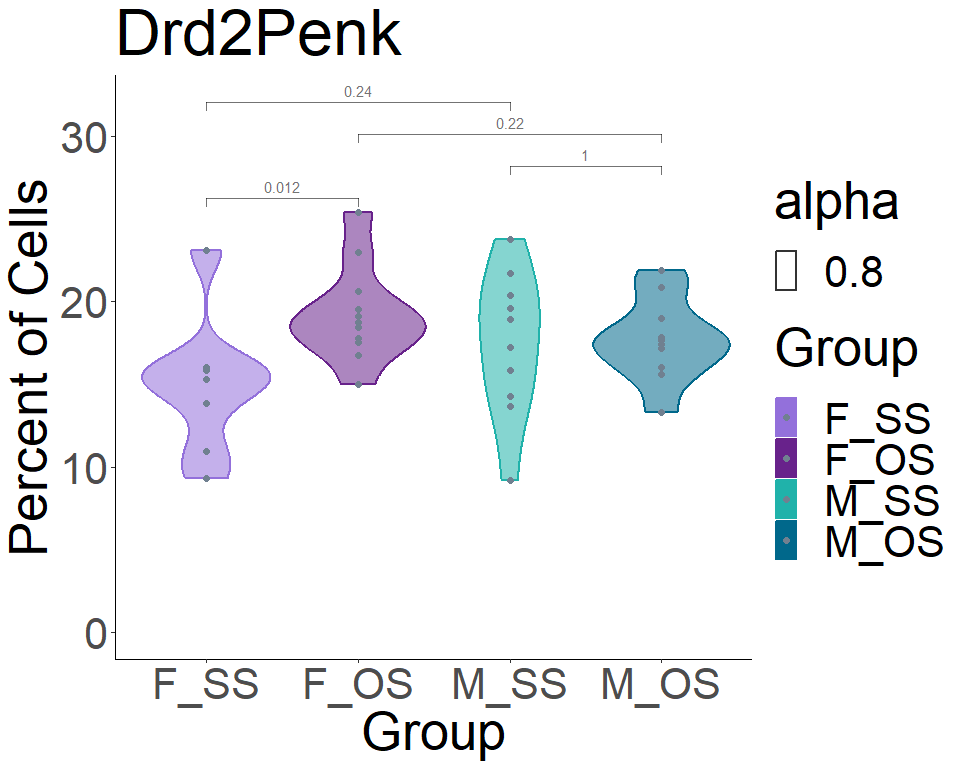 Drd2Penk
Percent of Cells
30
20
10
0
0.24
0.22
1
0.012
F_SS
F_OS
M_SS
M_OS
Group
alpha
0.8
Group
F_SS
F_OS
M_SS
M_OS